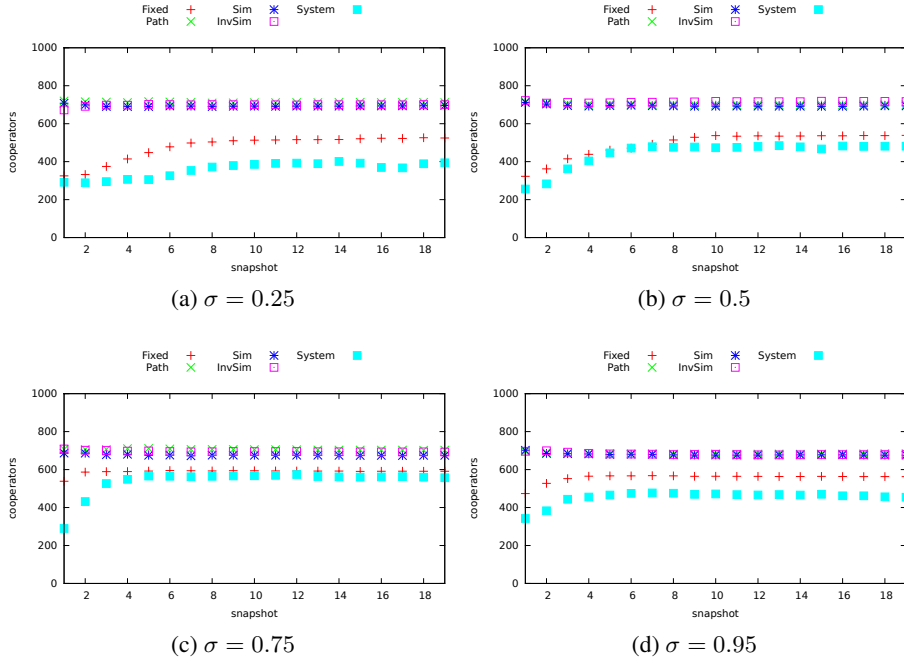 Fixed Sim System
Path InvSim
1000
800
600
400
200
0
cooperators
2 4 6 8 10 12 14 16 18
snapshot
(a) σ = 0.25
Fixed Sim System
Path InvSim
1000
800
600
400
200
0
cooperators
2 4 6 8 10 12 14 16 18
snapshot
(b) σ = 0.5
Fixed Sim System
Path InvSim
1000
800
600
400
200
0
cooperators
2 4 6 8 10 12 14 16 18
snapshot
(c) σ = 0.75
Fixed Sim System
Path InvSim
1000
800
600
400
200
0
cooperators
2 4 6 8 10 12 14 16 18
snapshot
(d) σ = 0.95